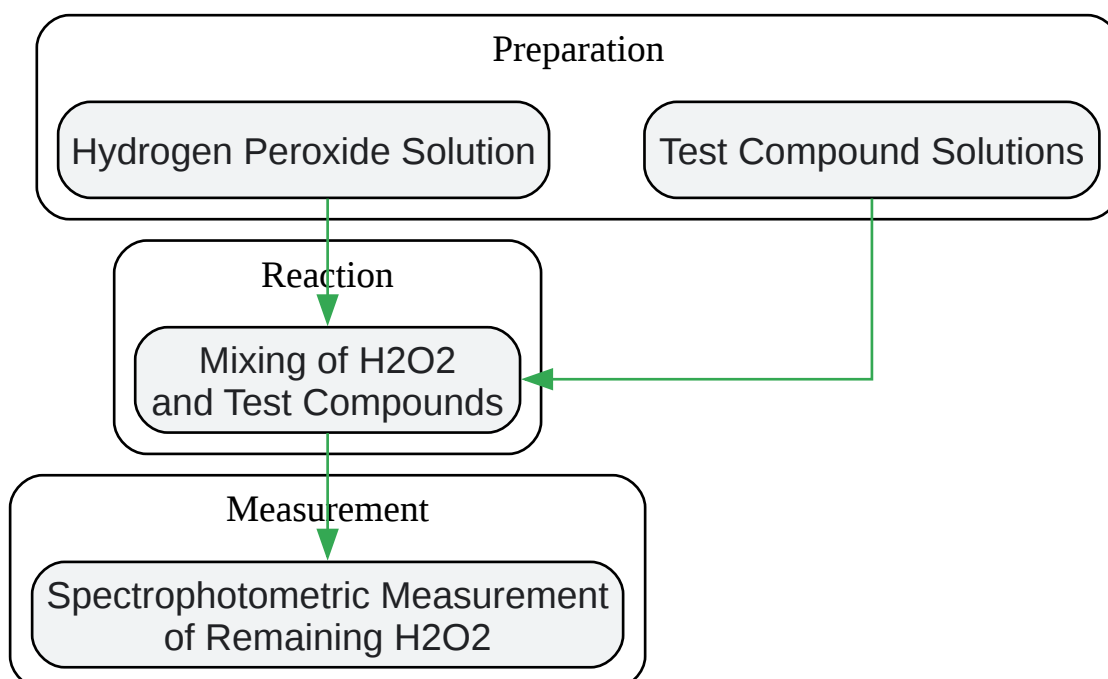 Preparation
Hydrogen Peroxide Solution
Test Compound Solutions
Reaction
Mixing of H2O2
and Test Compounds
Measurement
Spectrophotometric Measurement
of Remaining H2O2